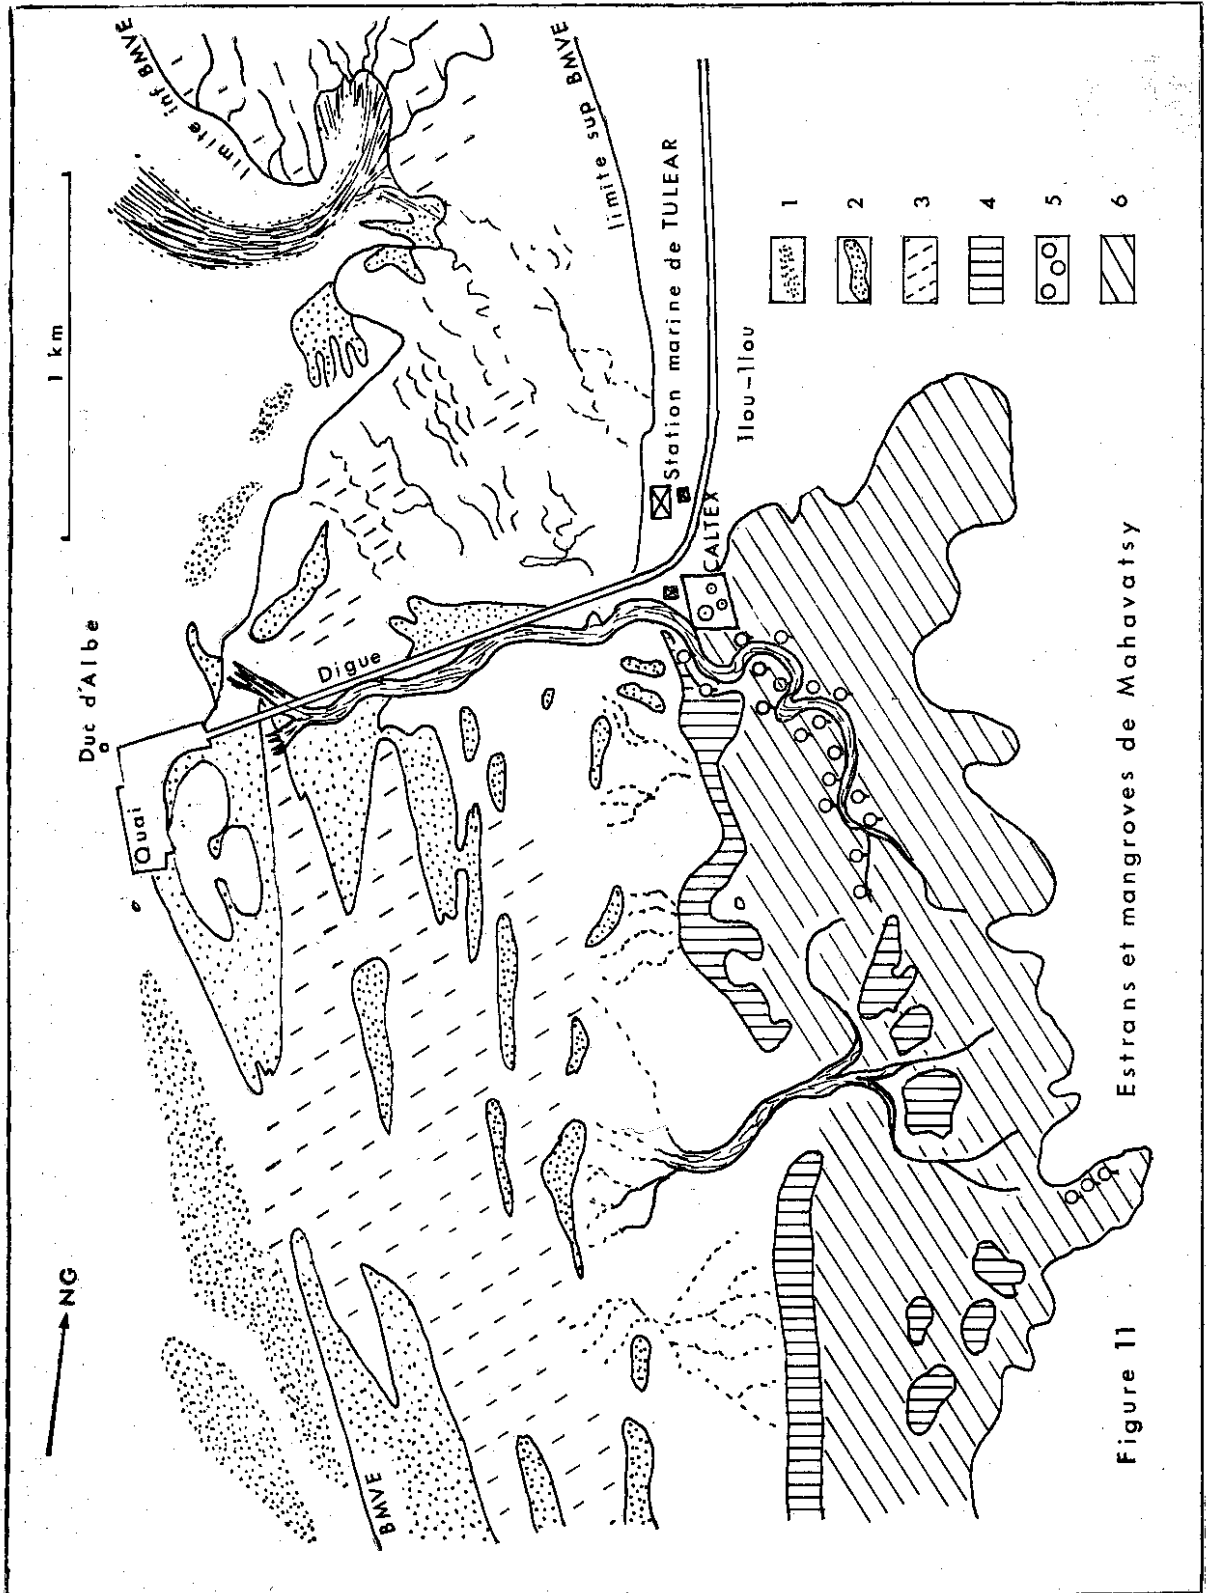 BMVE
limite inf BMVE
limite sup BMVE
1 km
Duc d'Albe
Quai
Digue
Station marine de TULEAR
CALTEX
Ilou-Ilou
NG
1
2
3
4
5
6
Estrans et mangroves de Mahavatsy
Figure 11